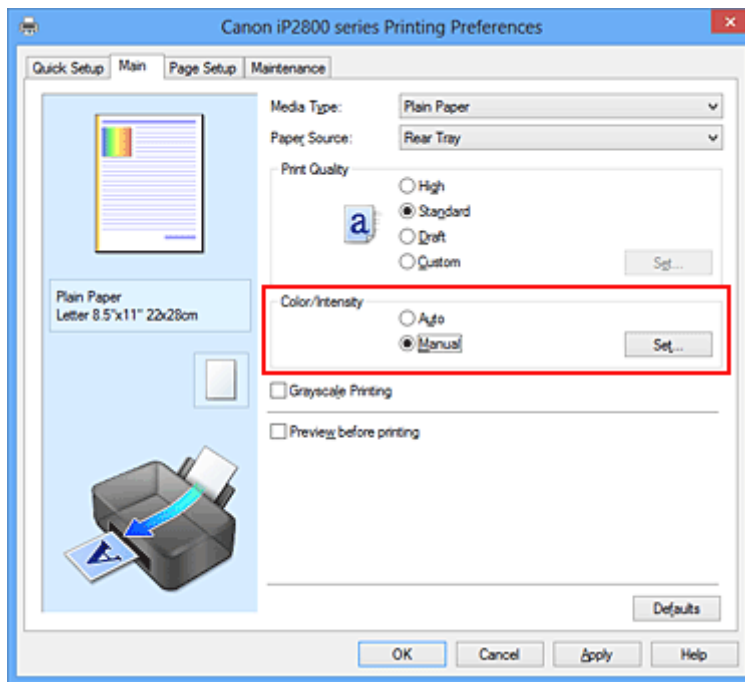 Canon iP2800 series Printing Preferences
Quick Setup Main Page Setup Maintenance
Media Type: Plain Paper
Paper Source: Rear Tray
Print Quality
High
a Standard
Draft
Custom Set...
Plain Paper
Letter 8.5"x11" 22x28cm
Color/Intensity
Auto
Manual Set...
Grayscale Printing
Preview before printing
A
Defaults
OK Cancel Apply Help